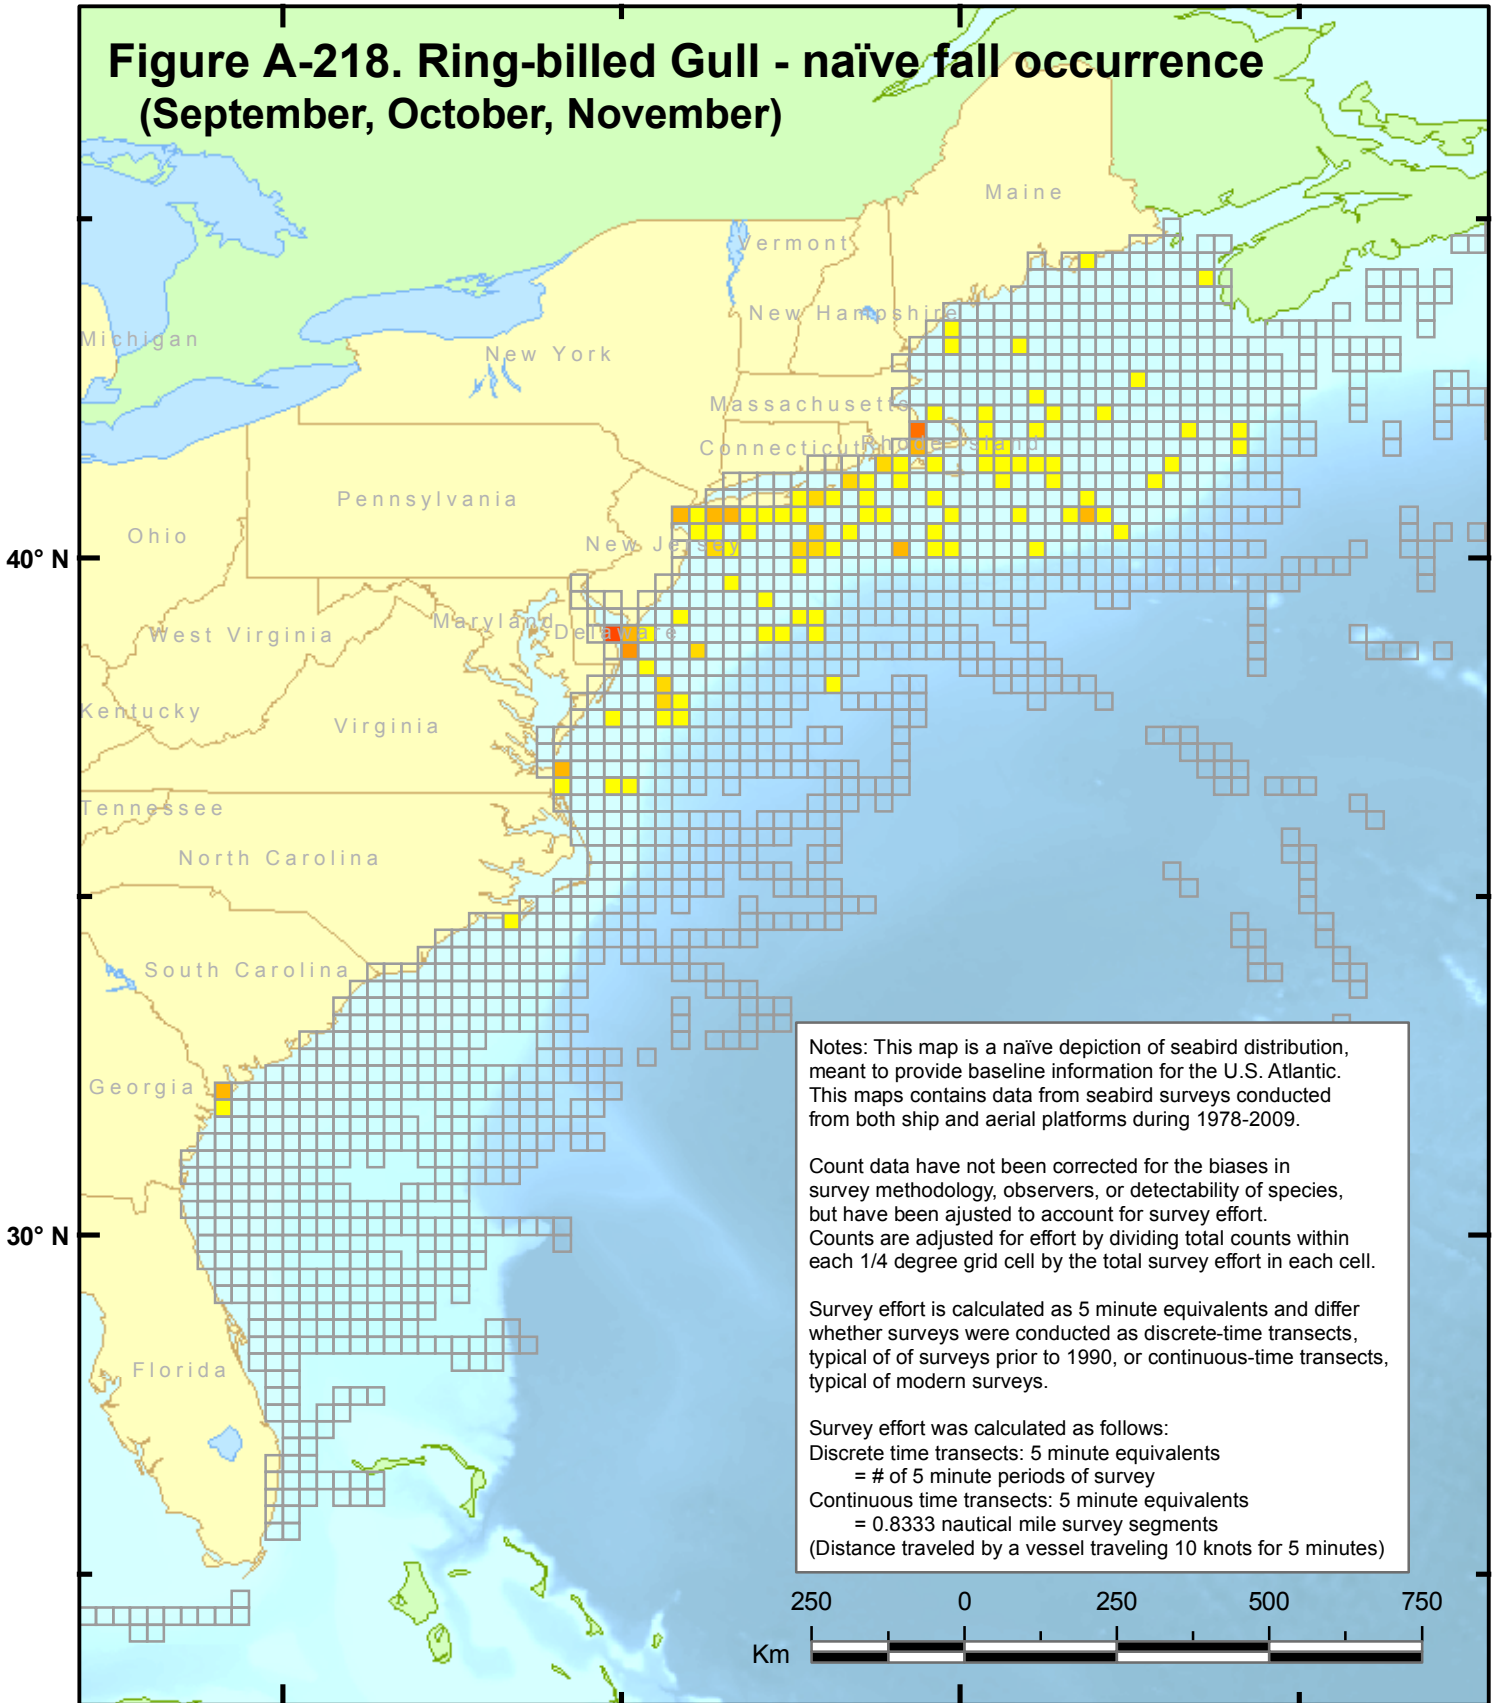 Figure A-218. Ring-billed Gull - naïve fall occurrence
(September, October, November)
Maine
Vermont
New Hampshire
Michigan
New York
Massachusetts
Connecticut
Rhode Island
Pennsylvania
Ohio
New Jersey
40° N
Maryland
Delaware
West Virginia
Kentucky
Virginia
Tennessee
North Carolina
South Carolina
Georgia
30° N
Florida
Notes: This map is a naïve depiction of seabird distribution,
meant to provide baseline information for the U.S. Atlantic.
This maps contains data from seabird surveys conducted
from both ship and aerial platforms during 1978-2009.
Count data have not been corrected for the biases in
survey methodology, observers, or detectability of species,
but have been ajusted to account for survey effort.
Counts are adjusted for effort by dividing total counts within
each 1/4 degree grid cell by the total survey effort in each cell.
Survey effort is calculated as 5 minute equivalents and differ
whether surveys were conducted as discrete-time transects,
typical of of surveys prior to 1990, or continuous-time transects,
typical of modern surveys.
Survey effort was calculated as follows:
Discrete time transects: 5 minute equivalents
= # of 5 minute periods of survey
Continuous time transects: 5 minute equivalents
= 0.8333 nautical mile survey segments
(Distance traveled by a vessel traveling 10 knots for 5 minutes)
250 0 250 500 750
Km